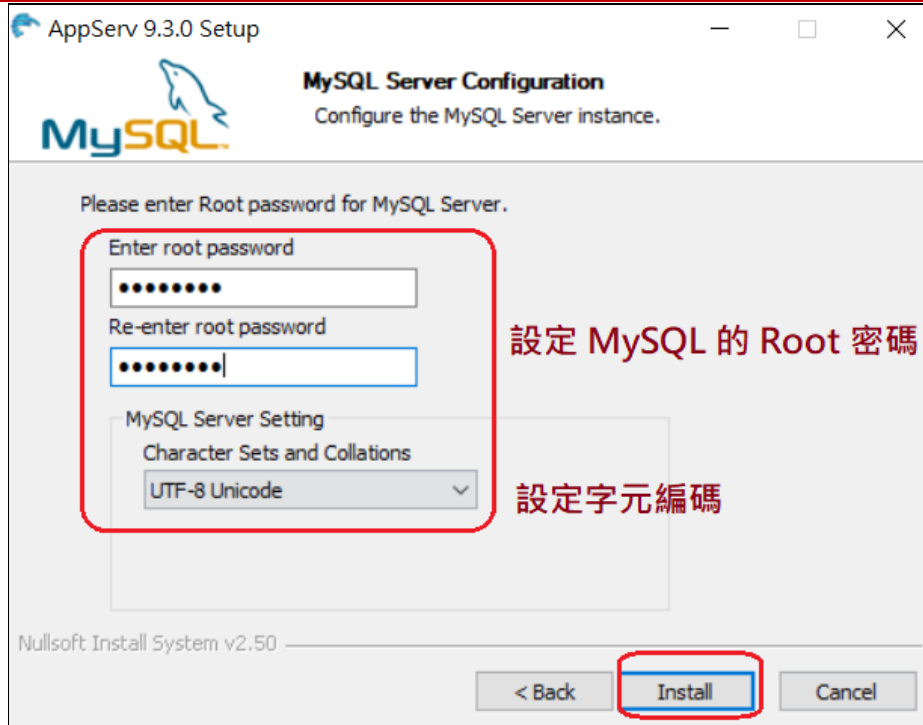 AppServ 9.3.0 Setup
MySQL Server Configuration
Configure the MySQL Server instance.
MySQL
Please enter Root password for MySQL Server.
Enter root password
••••••••
Re-enter root password
••••••••
設定 MySQL 的 Root 密碼
MySQL Server Setting
Character Sets and Collations
UTF-8 Unicode
設定字元編碼
Nullsoft Install System v2.50
< Back
Install
Cancel